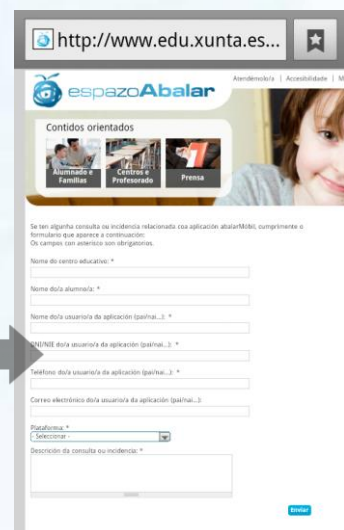 http://www.edu.xunta.es...
Atendémolo/a | Accesibilidade | M
espazoAbalar
Contidos orientados
Alumnado e Familias
Centros e Profesorado
Prensa
Se ten algunha consulta ou incidencia relacionada coa aplicación abalarMóbil, cumprimente o
formulario que aparece a continuación:
Os campos con asterisco son obrigatorios.
Nome do centro educativo: *
Nome do/a alumno/a: *
Nome do/a usuario/a da aplicación (pai/nai...): *
DNI/NIE do/a usuario/a da aplicación (pai/nai...): *
Teléfono do/a usuario/a da aplicación (pai/nai...): *
Correo electrónico do/a usuario/a da aplicación (pai/nai...):
Plataforma: *
- Seleccionar -
Descrición da consulta ou incidencia: *
Enviar